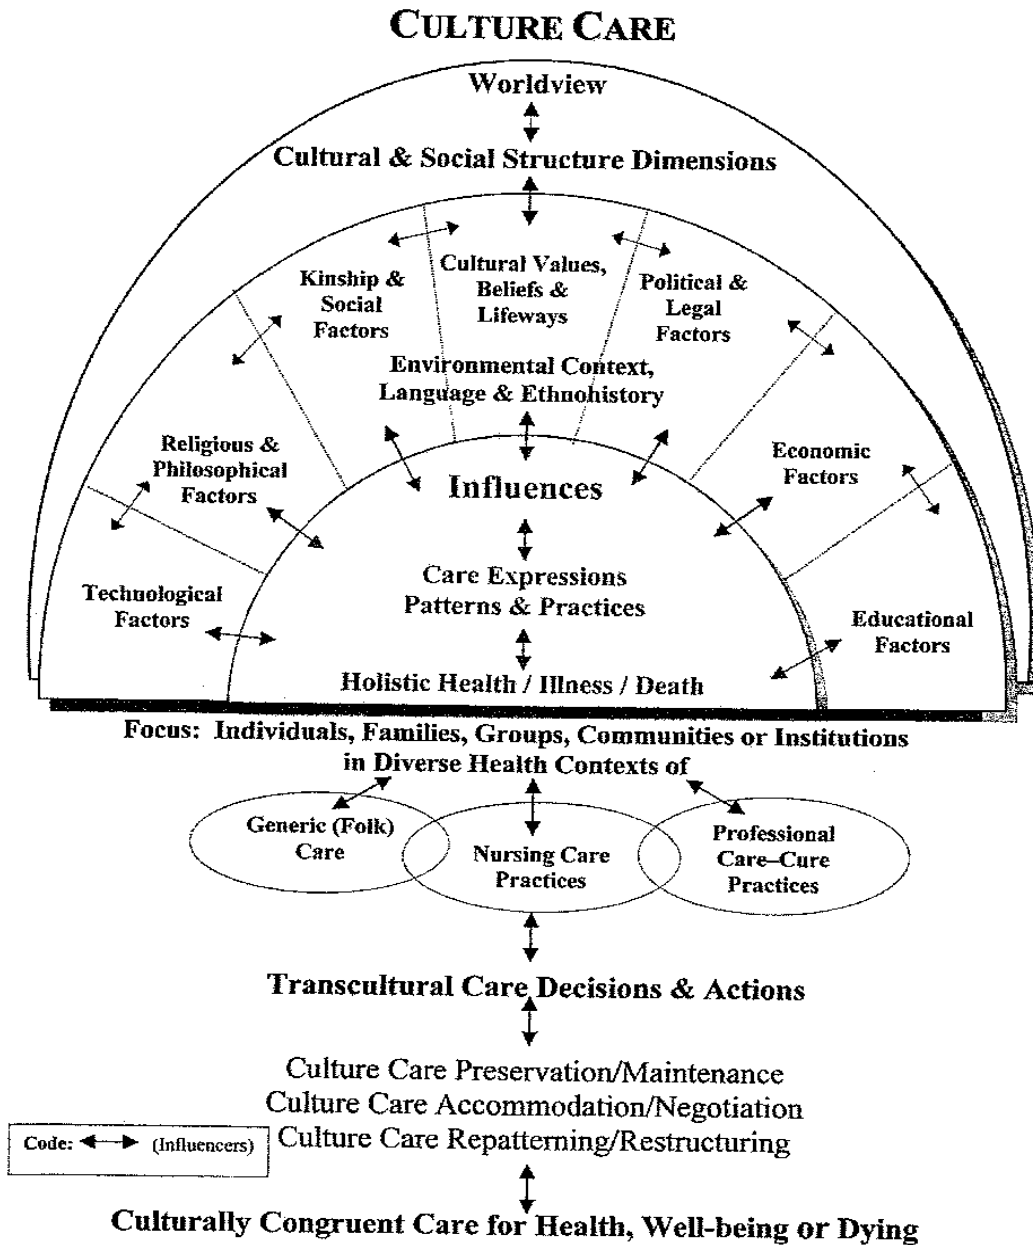 CULTURE CARE
Worldview
Cultural & Social Structure Dimensions
Kinship &
Social
Factors
Cultural Values,
Beliefs &
Lifeways
Political &
Legal
Factors
Environmental Context,
Language & Ethnohistory
Religious &
Philosophical
Factors
Economic
Factors
Influences
Technological
Factors
Care Expressions
Patterns & Practices
Educational
Factors
Holistic Health / Illness / Death
Focus: Individuals, Families, Groups, Communities or Institutions
in Diverse Health Contexts of
Generic (Folk)
Care
Nursing Care
Practices
Professional
Care–Cure
Practices
Transcultural Care Decisions & Actions
Culture Care Preservation/Maintenance
Culture Care Accommodation/Negotiation
Culture Care Repatterning/Restructuring
Code: (Influencers)
Culturally Congruent Care for Health, Well-being or Dying